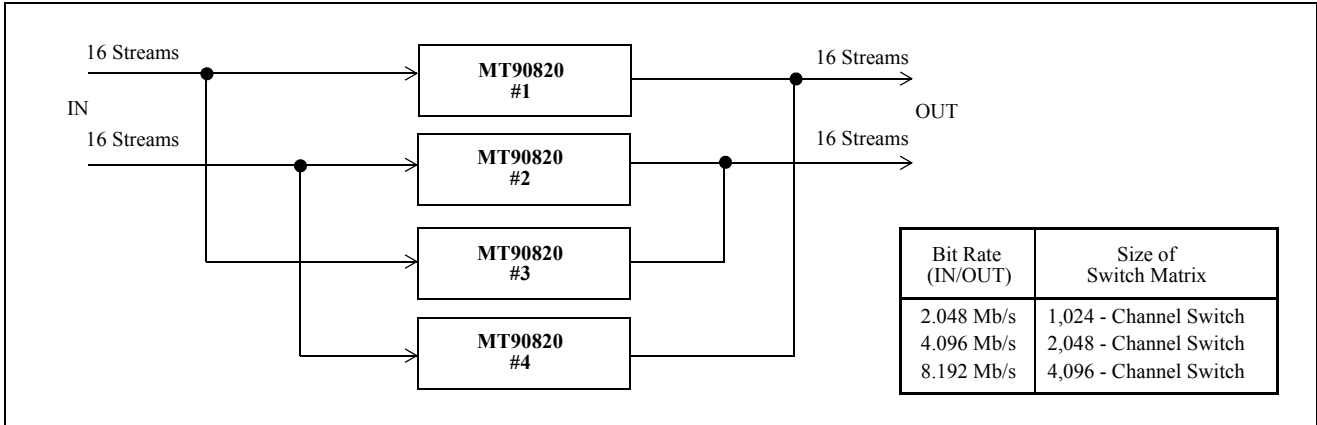 16 Streams
MT90820
#1
16 Streams
IN
OUT
16 Streams
MT90820
#2
16 Streams
MT90820
#3
MT90820
#4
Bit Rate
(IN/OUT)
Size of
Switch Matrix
2.048 Mb/s
1,024 - Channel Switch
4.096 Mb/s
2,048 - Channel Switch
8.192 Mb/s
4,096 - Channel Switch